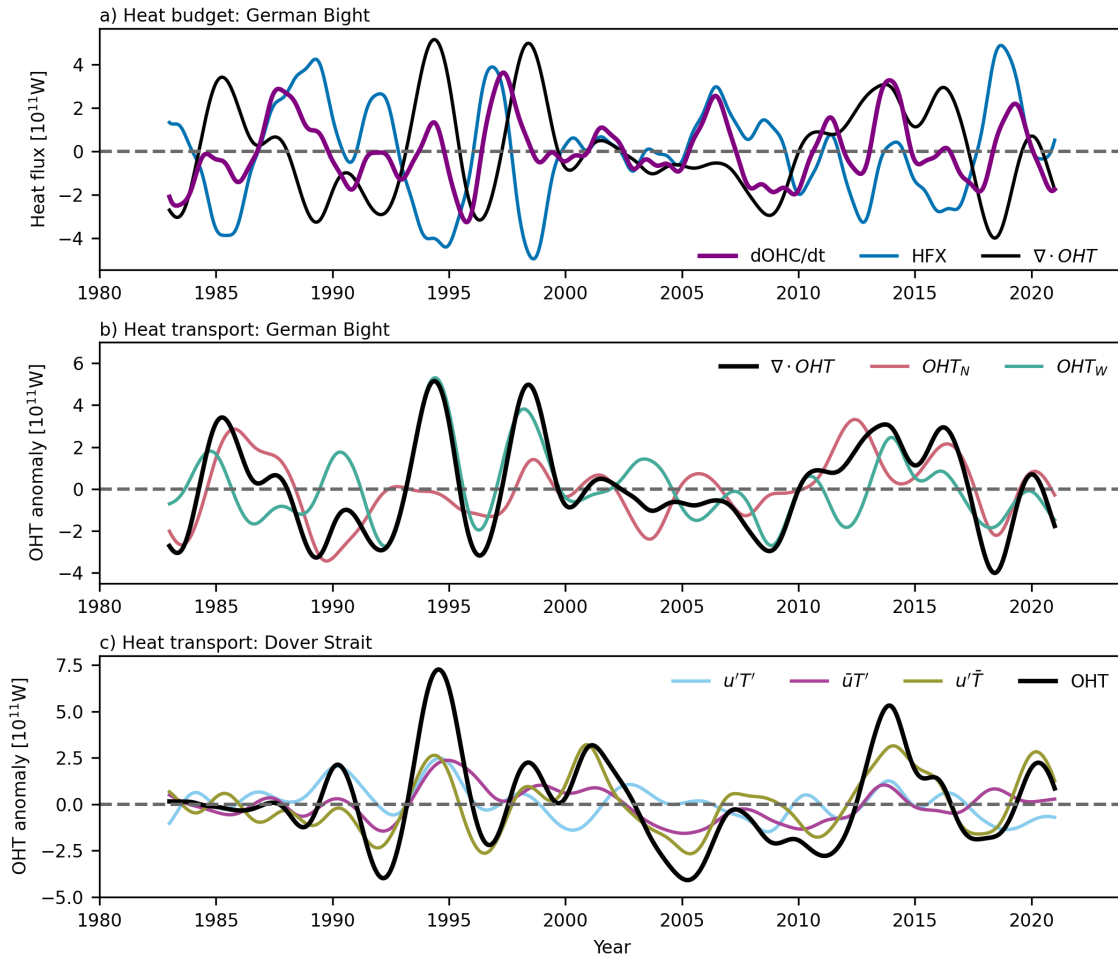 a) Heat budget: German Bight
Heat flux [10¹¹W]
4
2
0
−2
−4
dOHC/dt HFX ∇ · OHT
1980 1985 1990 1995 2000 2005 2010 2015 2020
b) Heat transport: German Bight
OHT anomaly [10¹¹W]
6
4
2
0
−2
−4
∇ · OHT OHT_N OHT_W
1980 1985 1990 1995 2000 2005 2010 2015 2020
c) Heat transport: Dover Strait
OHT anomaly [10¹¹W]
7.5
5.0
2.5
0.0
−2.5
−5.0
u′T′ ūT′ u′T̄ OHT
1980 1985 1990 1995 2000 2005 2010 2015 2020
Year